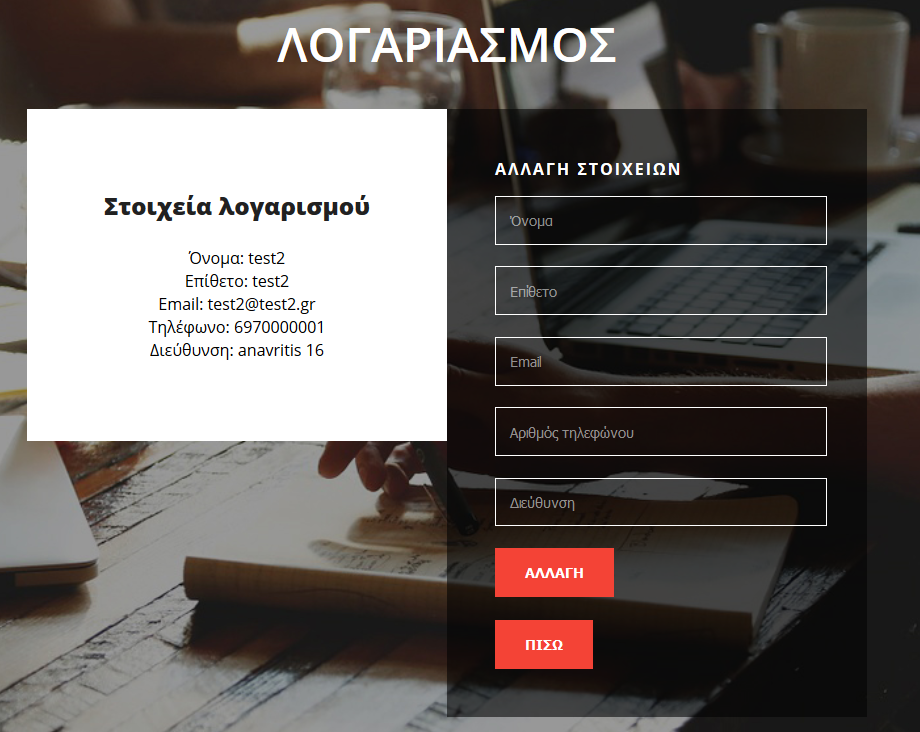 ΛΟΓΑΡΙΑΣΜΟΣ
Στοιχεία λογαρισμού
Όνομα: test2
Επίθετο: test2
Email: test2@test2.gr
Τηλέφωνο: 6970000001
Διεύθυνση: anavritis 16
ΑΛΛΑΓΗ ΣΤΟΙΧΕΙΩΝ
Όνομα
Επίθετο
Email
Αριθμός τηλεφώνου
Διεύθυνση
ΑΛΛΑΓΗ
ΠΙΣΩ